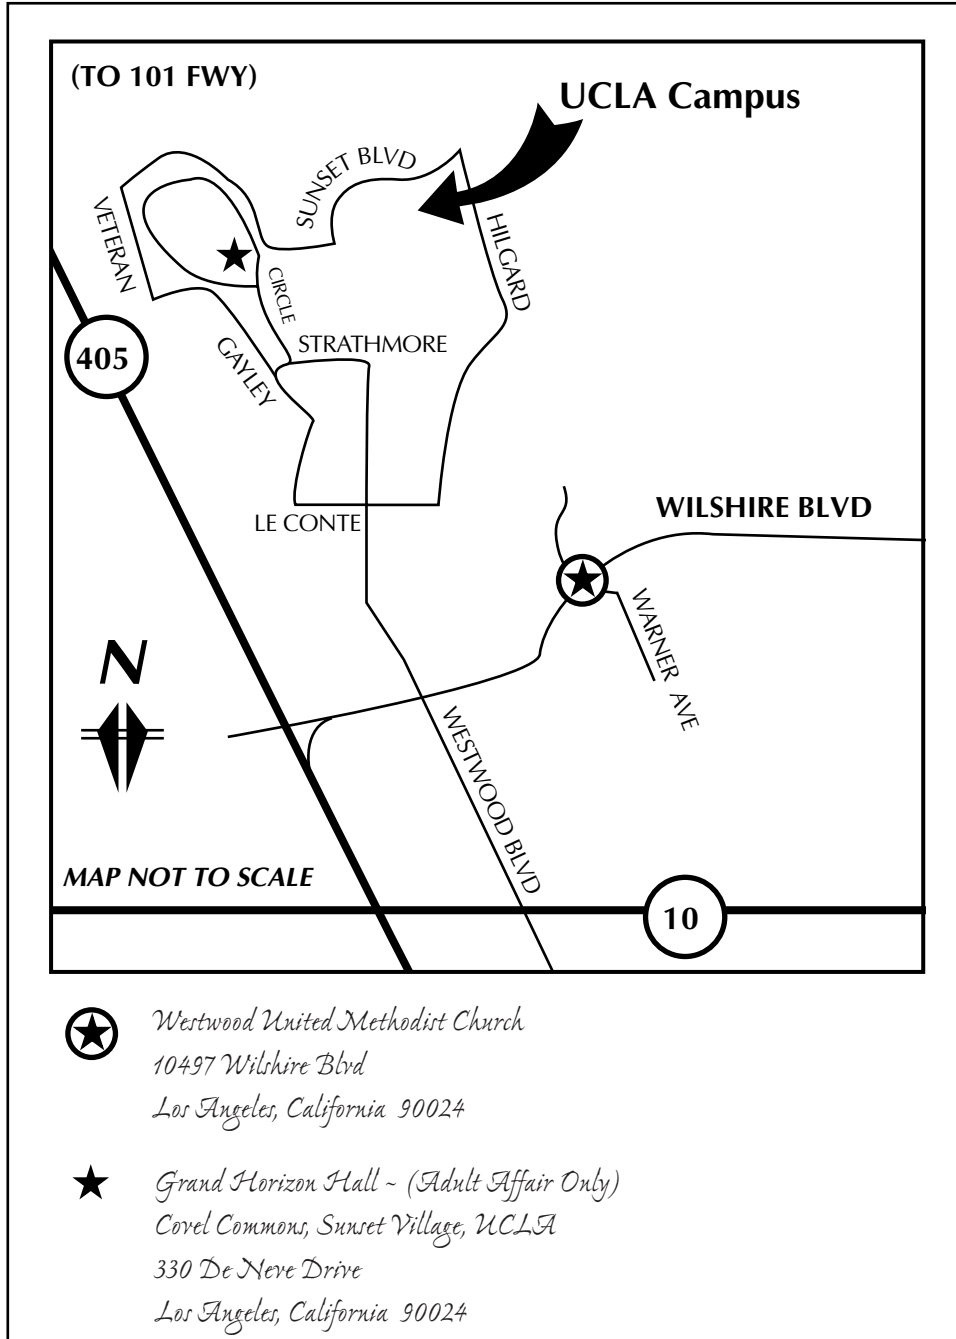 (TO 101 FWY)
UCLA Campus
SUNSET BLVD
VETERAN
HILGARD
CIRCLE
STRATHMORE
405
GAYLEY
LE CONTE
WILSHIRE BLVD
WARNER AVE
N
WESTWOOD BLVD
MAP NOT TO SCALE
10
Westwood United Methodist Church
10497 Wilshire Blvd
Los Angeles, California 90024
Grand Horizon Hall ~ (Adult Affair Only)
Covel Commons, Sunset Village, UCLA
330 De Neve Drive
Los Angeles, California 90024